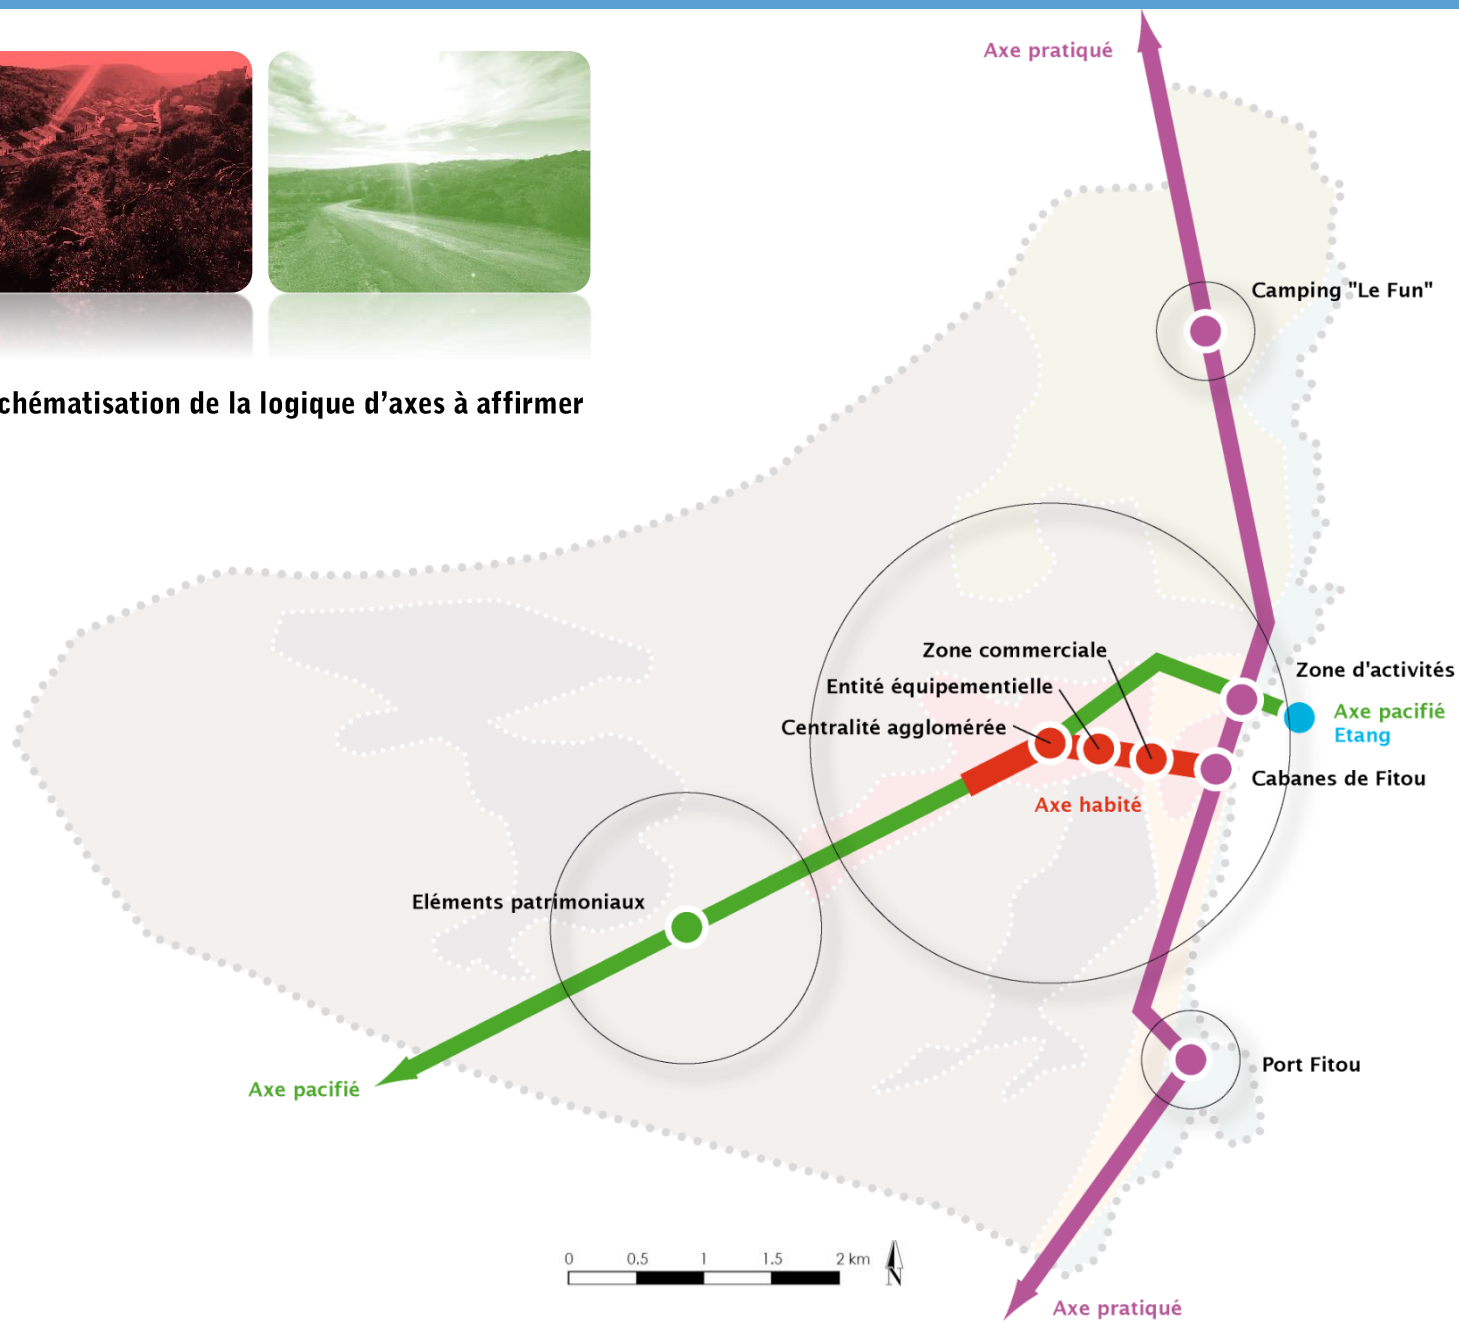 Axe pratiqué
Camping "Le Fun"
chématisation de la logique d’axes à affirmer
Zone commerciale
Zone d'activités
Entité équipementielle
Axe pacifié
Centralité agglomérée
Etang
Cabanes de Fitou
Axe habité
Eléments patrimoniaux
Port Fitou
Axe pacifié
0 0.5 1 1.5 2 km
N
Axe pratiqué